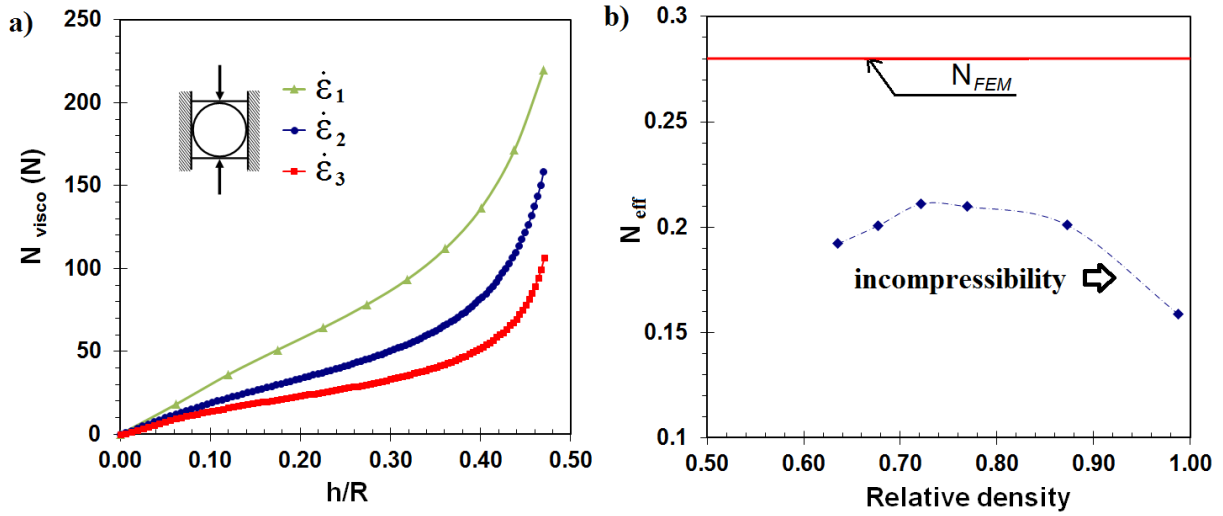 a)
N visco (N)
250
200
150
100
50
0
0.00 0.10 0.20 0.30 0.40 0.50
h/R
ε̇1
ε̇2
ε̇3
b)
Neff
0.3
0.25
0.2
0.15
0.1
0.50 0.60 0.70 0.80 0.90 1.00
Relative density
NFEM
incompressibility